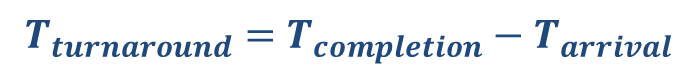 T_turnaround = T_completion − T_arrival